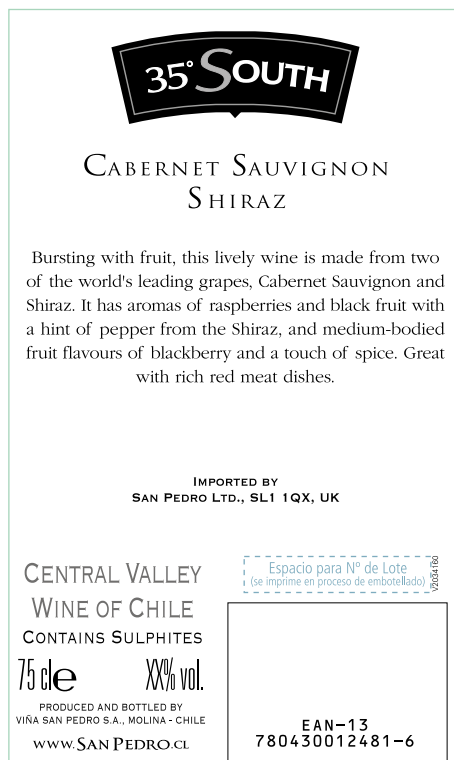 35° SOUTH
CABERNET SAUVIGNON
SHIRAZ
Bursting with fruit, this lively wine is made from two
of the world's leading grapes, Cabernet Sauvignon and
Shiraz. It has aromas of raspberries and black fruit with
a hint of pepper from the Shiraz, and medium-bodied
fruit flavours of blackberry and a touch of spice. Great
with rich red meat dishes.
IMPORTED BY
SAN PEDRO LTD., SL1 1QX, UK
CENTRAL VALLEY
WINE OF CHILE
CONTAINS SULPHITES
75 cl e XX% vol.
PRODUCED AND BOTTLED BY
VIÑA SAN PEDRO S.A., MOLINA - CHILE
WWW.SANPEDRO.CL
Espacio para Nº de Lote
(se imprime en proceso de embotellado)
V2034160
EAN-13
780430012481-6